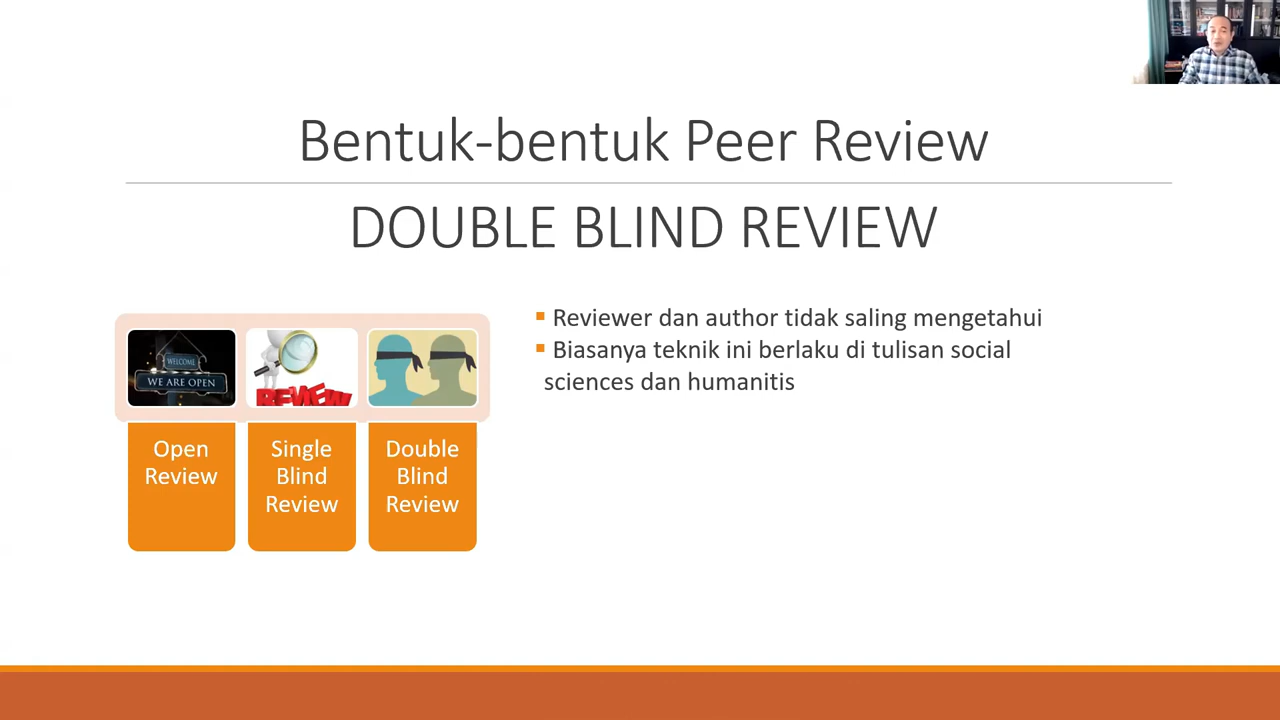 Bentuk-bentuk Peer Review
DOUBLE BLIND REVIEW
Reviewer dan author tidak saling mengetahui
Biasanya teknik ini berlaku di tulisan social
sciences dan humanitis
WELCOME
WE ARE OPEN
REVIEW
Open
Review
Single
Blind
Review
Double
Blind
Review